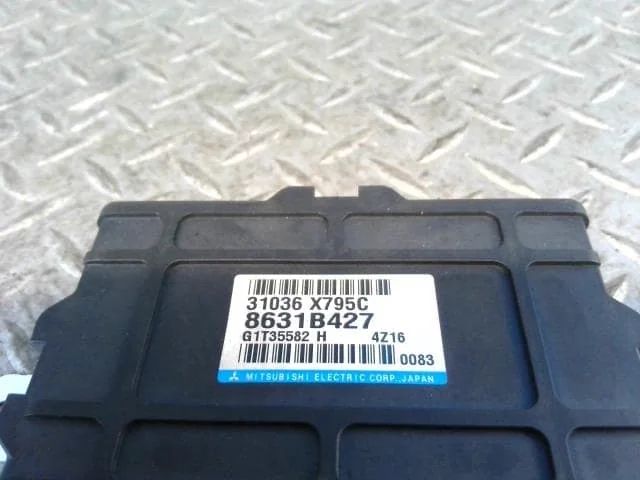 31036 X795C
8631B427
G1T35582 H 4Z16
0083
MITSUBISHI ELECTRIC CORP., JAPAN